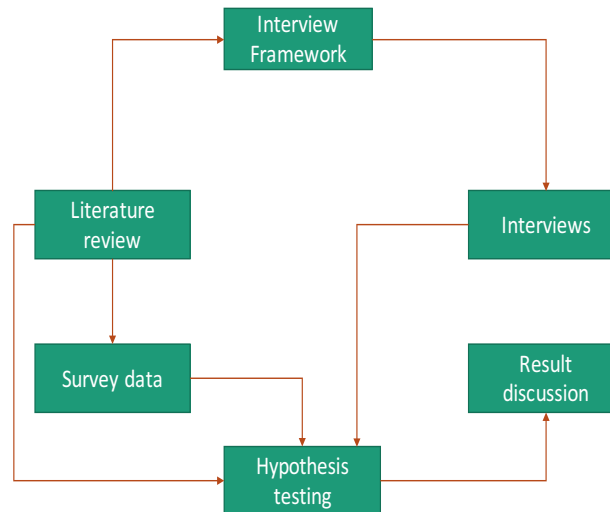 Interview
Framework
Literature
review
Interviews
Survey data
Result
discussion
Hypothesis
testing